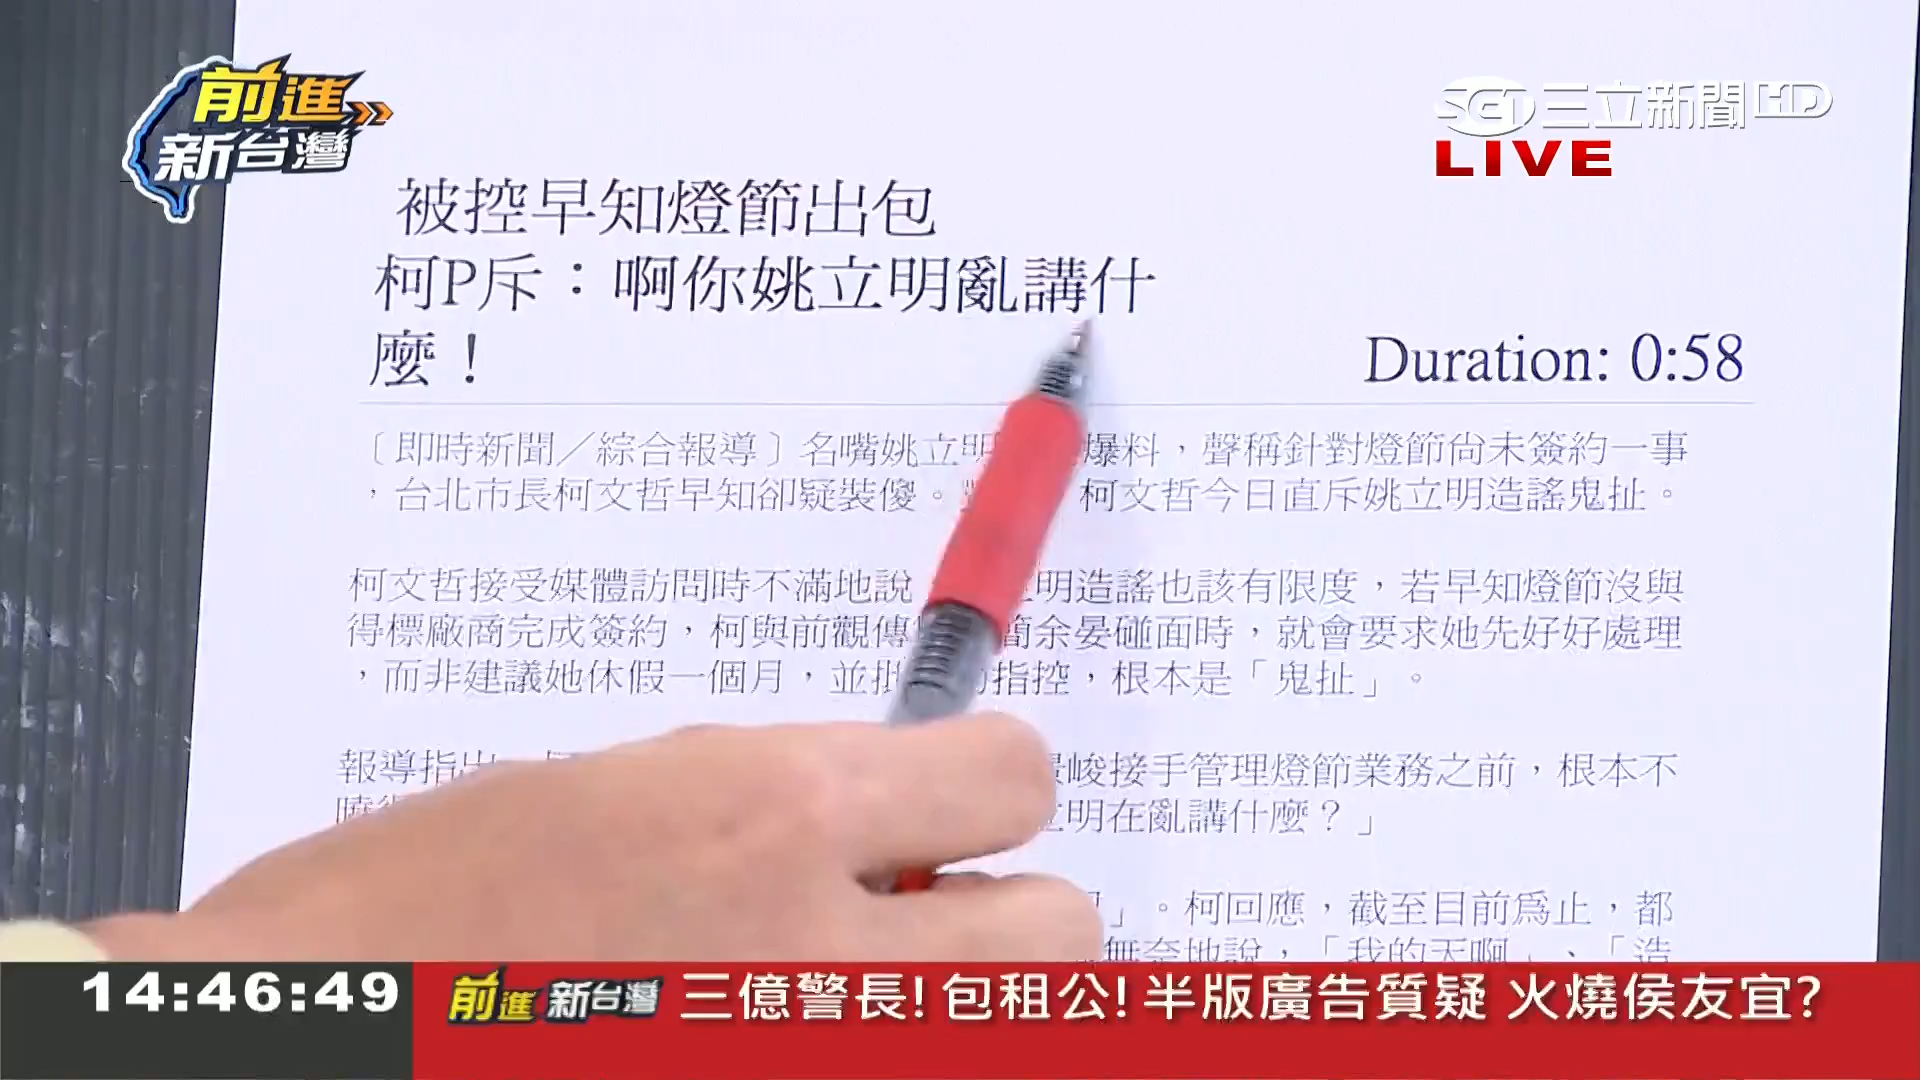 前進
新台灣
SET三立新聞HD
LIVE
被控早知燈節出包
柯P斥：啊你姚立明亂講什
麼！
Duration: 0:58
〔即時新聞／綜合報導〕名嘴姚立明 爆料，聲稱針對燈節尚未簽約一事
，台北市長柯文哲早知卻疑裝傻。 柯文哲今日直斥姚立明造謠鬼扯。
柯文哲接受媒體訪問時不滿地說 明造謠也該有限度，若早知燈節沒與
得標廠商完成簽約，柯與前觀傳 簡余晏碰面時，就會要求她先好好處理
，而非建議她休假一個月，並批 指控，根本是「鬼扯」。
報導指出 峻接手管理燈節業務之前，根本不
曉 立明在亂講什麼？」
」。柯回應，截至目前為止，都
無奈地說，「我的天啊」、「造
14:46:49
前進新台灣 三億警長!包租公!半版廣告質疑 火燒侯友宜?